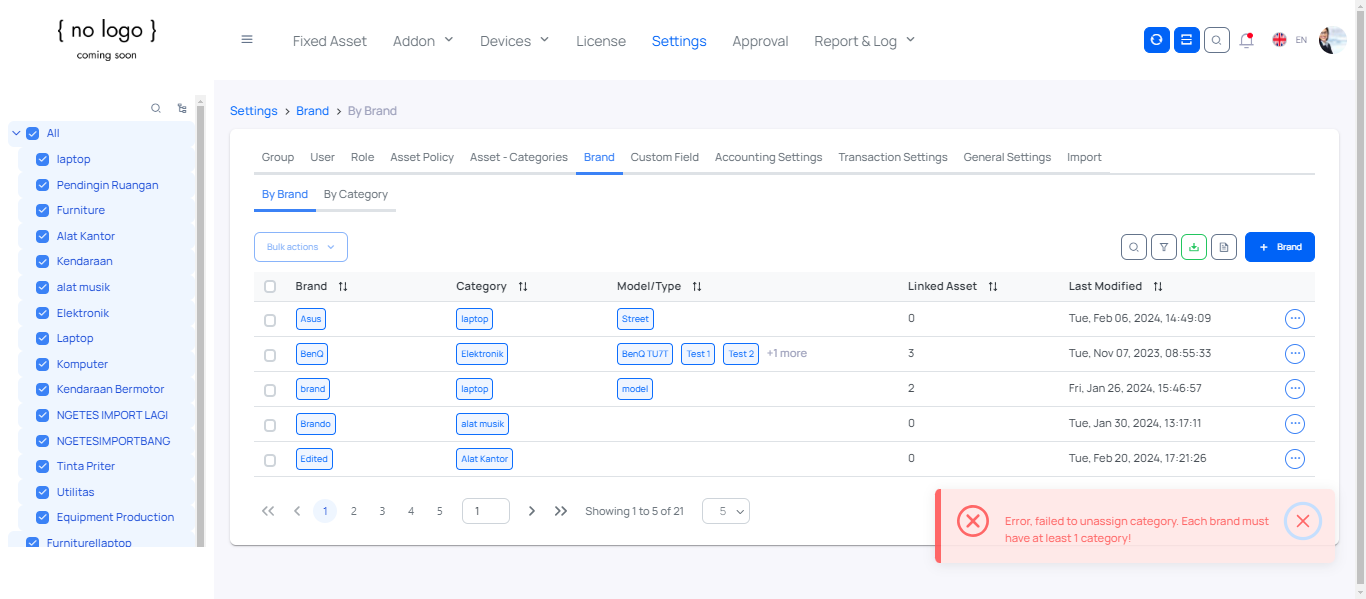 { no logo }
coming soon
Fixed Asset Addon Devices License Settings Approval Report & Log EN
Settings > Brand > By Brand
All
laptop
Pendingin Ruangan
Furniture
Alat Kantor
Kendaraan
alat musik
Elektronik
Laptop
Komputer
Kendaraan Bermotor
NGETES IMPORT LAGI
NGETESIMPORTBANG
Tinta Priter
Utilitas
Equipment Production
Furniturellaptop
Group User Role Asset Policy Asset - Categories Brand Custom Field Accounting Settings Transaction Settings General Settings Import
By Brand By Category
Bulk actions + Brand
Brand Category Model/Type Linked Asset Last Modified
Asus laptop Street 0 Tue, Feb 06, 2024, 14:49:09
BenQ Elektronik BenQ TU7T Test 1 Test 2 +1 more 3 Tue, Nov 07, 2023, 08:55:33
brand laptop model 2 Fri, Jan 26, 2024, 15:46:57
Brando alat musik 0 Tue, Jan 30, 2024, 13:17:11
Edited Alat Kantor 0 Tue, Feb 20, 2024, 17:21:26
1 2 3 4 5 1 Showing 1 to 5 of 21 5
Error, failed to unassign category. Each brand must
have at least 1 category!